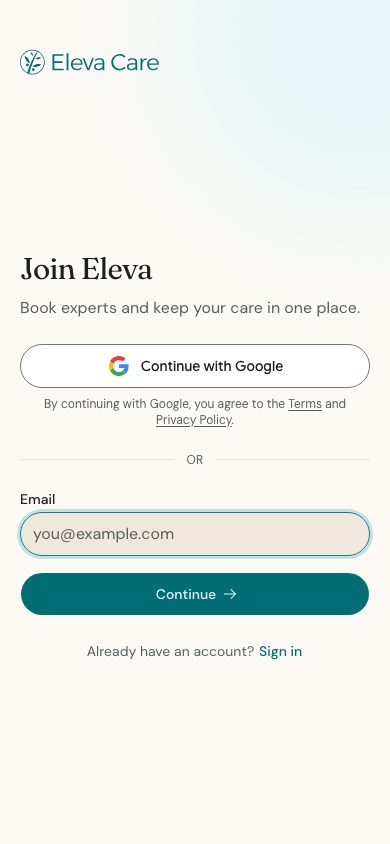 Eleva Care
Join Eleva
Book experts and keep your care in one place.
Continue with Google
By continuing with Google, you agree to the Terms and
Privacy Policy.
OR
Email
you@example.com
Continue →
Already have an account? Sign in